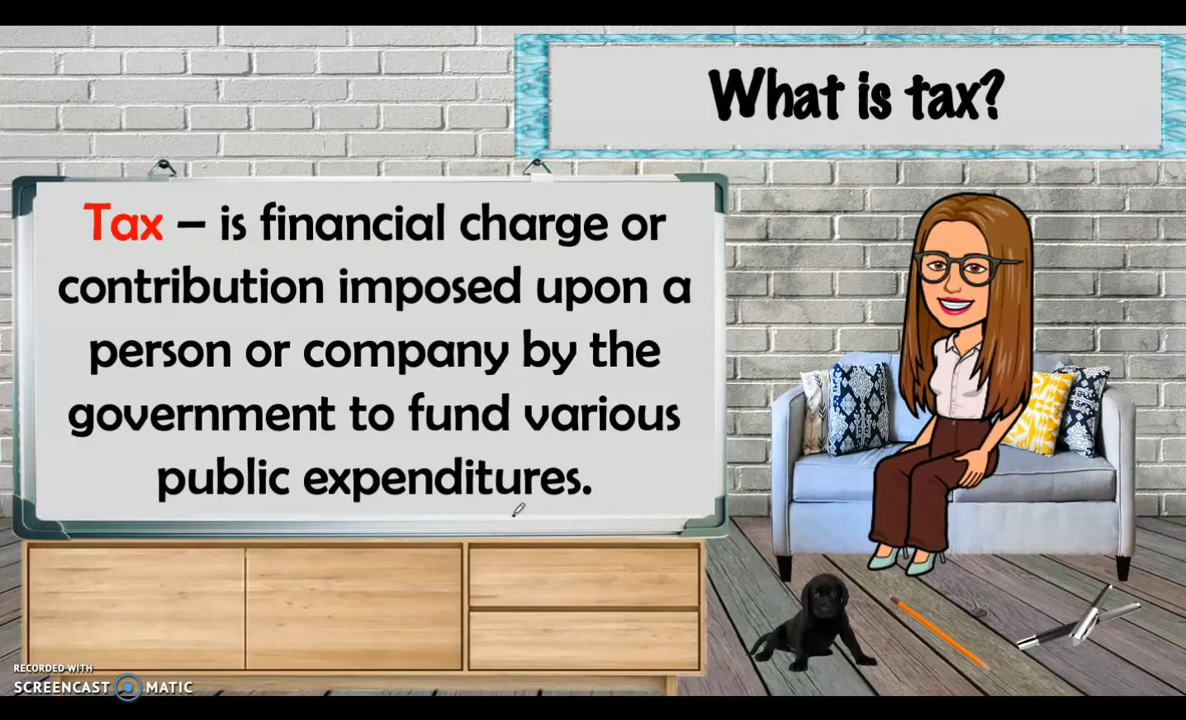 What is tax?
Tax – is financial charge or
contribution imposed upon a
person or company by the
government to fund various
public expenditures.
RECORDED WITH
SCREENCAST MATIC